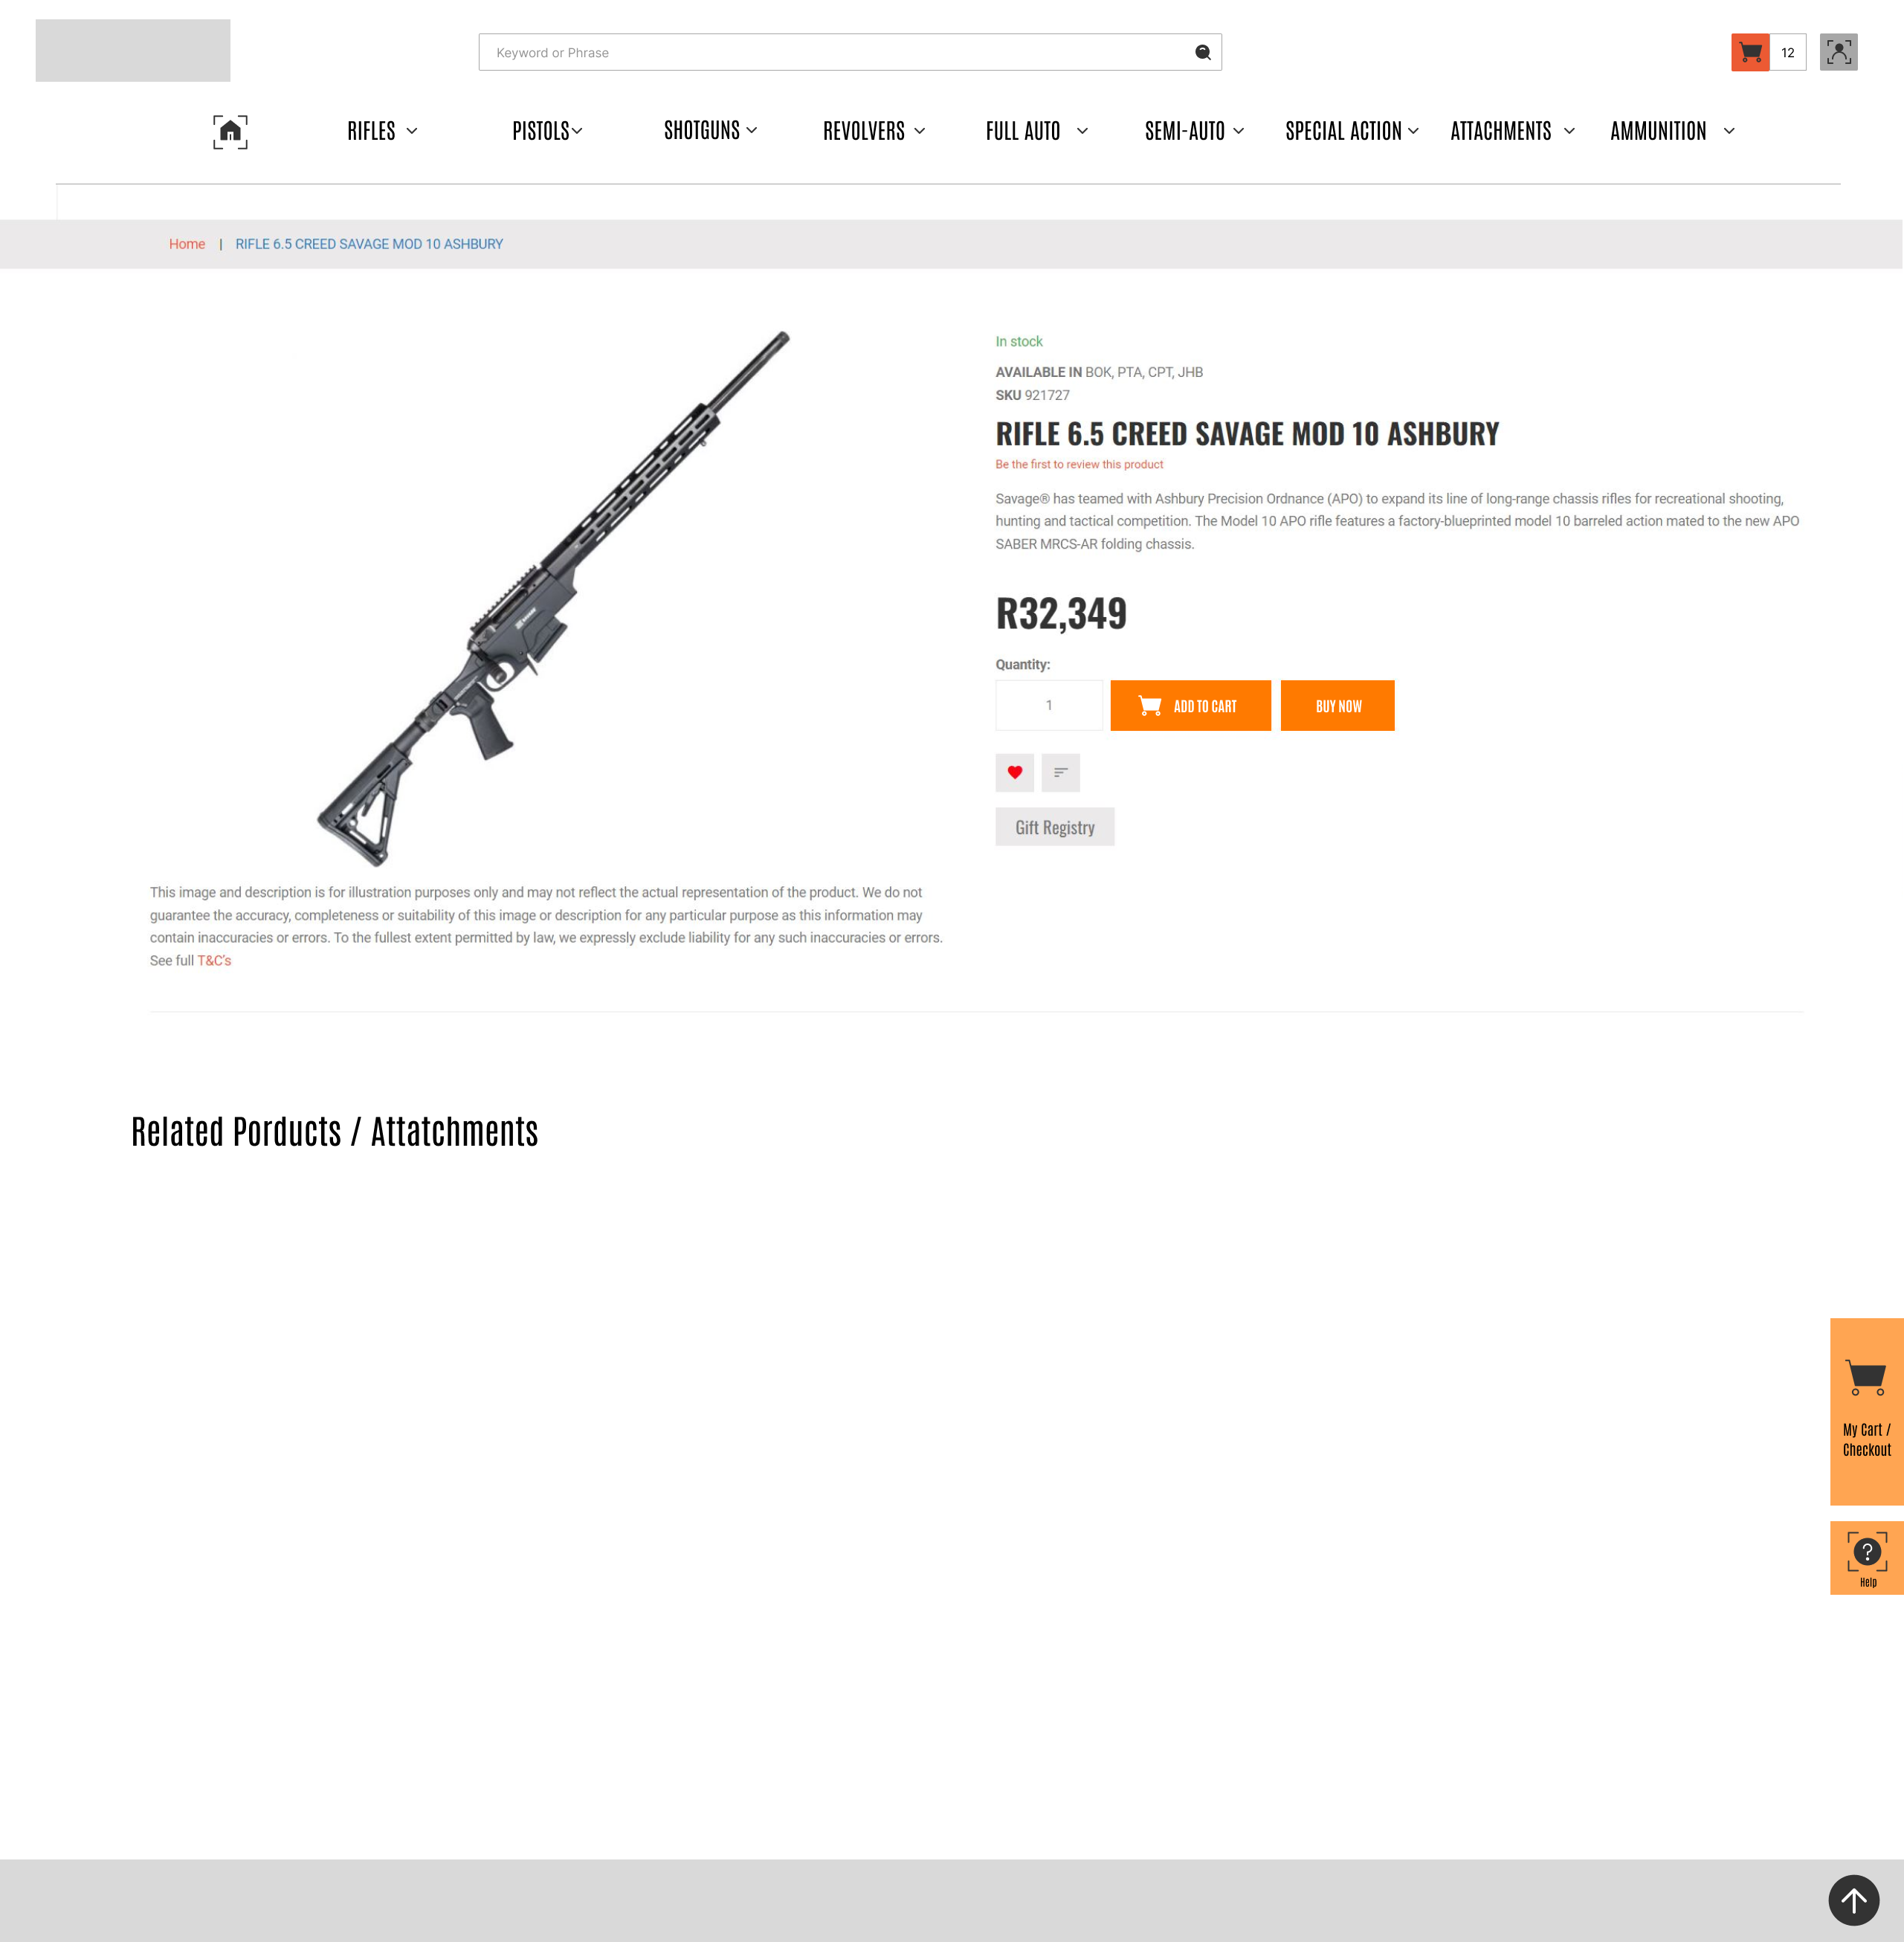 Keyword or Phrase
12
RIFLES
PISTOLS
SHOTGUNS
REVOLVERS
FULL AUTO
SEMI-AUTO
SPECIAL ACTION
ATTACHMENTS
AMMUNITION
Home | RIFLE 6.5 CREED SAVAGE MOD 10 ASHBURY
In stock
AVAILABLE IN BOK, PTA, CPT, JHB
SKU 921727
RIFLE 6.5 CREED SAVAGE MOD 10 ASHBURY
Be the first to review this product
Savage® has teamed with Ashbury Precision Ordnance (APO) to expand its line of long-range chassis rifles for recreational shooting,
hunting and tactical competition. The Model 10 APO rifle features a factory-blueprinted model 10 barreled action mated to the new APO
SABER MRCS-AR folding chassis.
R32,349
Quantity:
1
ADD TO CART
BUY NOW
Gift Registry
This image and description is for illustration purposes only and may not reflect the actual representation of the product. We do not
guarantee the accuracy, completeness or suitability of this image or description for any particular purpose as this information may
contain inaccuracies or errors. To the fullest extent permitted by law, we expressly exclude liability for any such inaccuracies or errors.
See full T&C's
Related Porducts / Attatchments
My Cart /
Checkout
?
Help